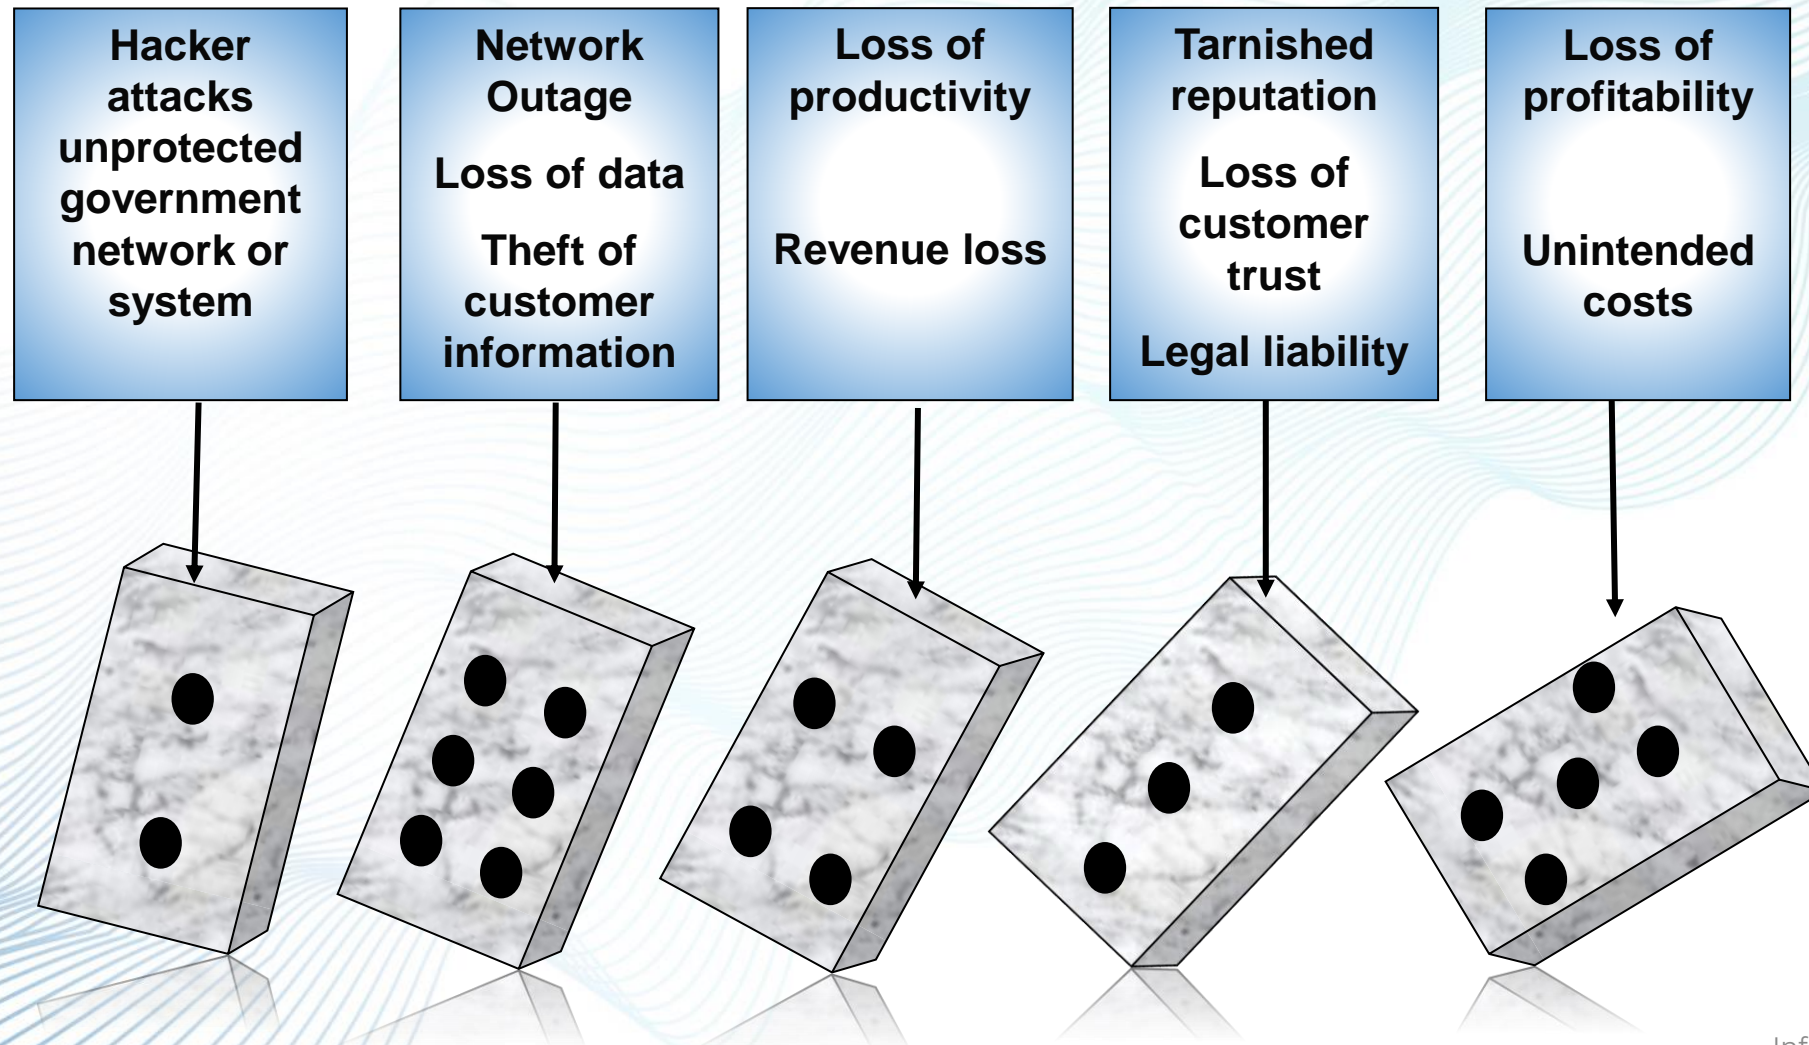 Hacker
attacks
unprotected
government
network or
system
Network
Outage
Loss of data
Theft of
customer
information
Loss of
productivity
Revenue loss
Tarnished
reputation
Loss of
customer
trust
Legal liability
Loss of
profitability
Unintended
costs